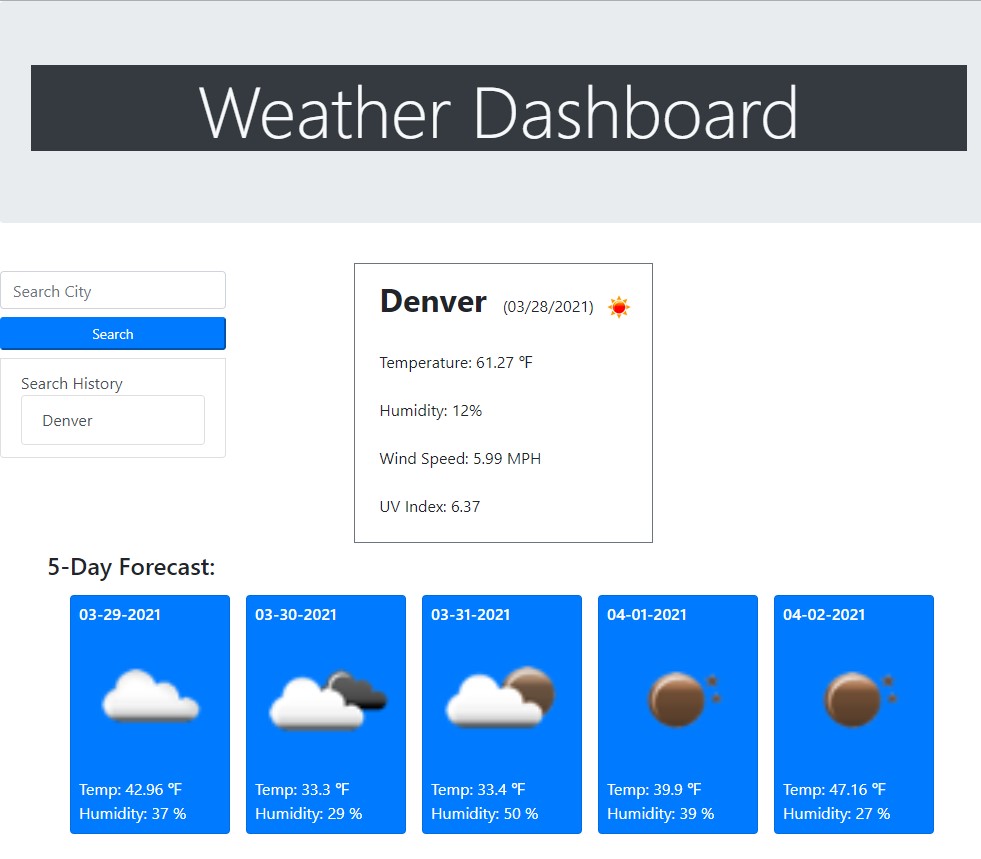 Weather Dashboard
Search City
Search
Search History
Denver
Denver (03/28/2021)
Temperature: 61.27 ℉
Humidity: 12%
Wind Speed: 5.99 MPH
UV Index: 6.37
5-Day Forecast:
03-29-2021
Temp: 42.96 ℉
Humidity: 37 %
03-30-2021
Temp: 33.3 ℉
Humidity: 29 %
03-31-2021
Temp: 33.4 ℉
Humidity: 50 %
04-01-2021
Temp: 39.9 ℉
Humidity: 39 %
04-02-2021
Temp: 47.16 ℉
Humidity: 27 %